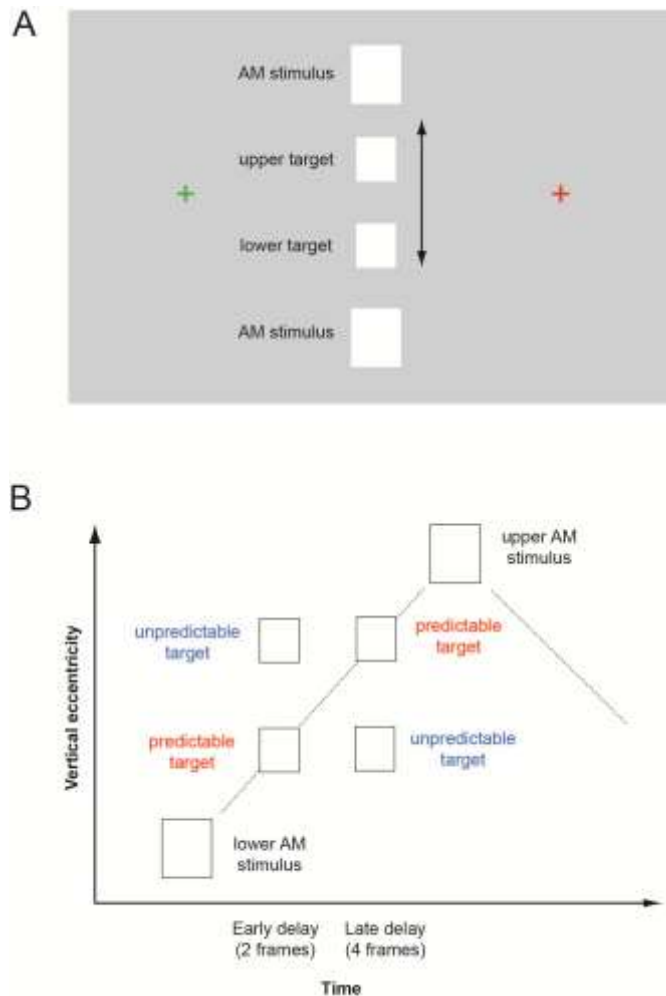 A
AM stimulus
upper target
lower target
AM stimulus
B
Vertical eccentricity
upper AM
stimulus
unpredictable
target
predictable
target
predictable
target
unpredictable
target
lower AM
stimulus
Early delay
(2 frames)
Late delay
(4 frames)
Time